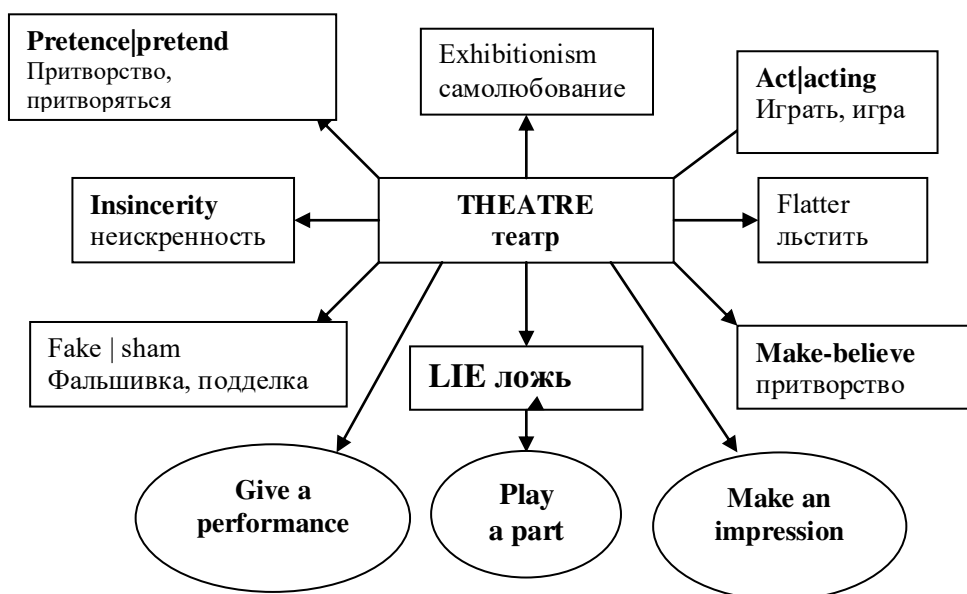 Pretence|pretend
Притворство,
притворяться
Exhibitionism
самолюбование
Act|acting
Играть, игра
Insincerity
неискренность
THEATRE
театр
Flatter
льстить
Fake | sham
Фальшивка, подделка
LIE ложь
Make-believe
притворство
Give a
performance
Play
a part
Make an
impression